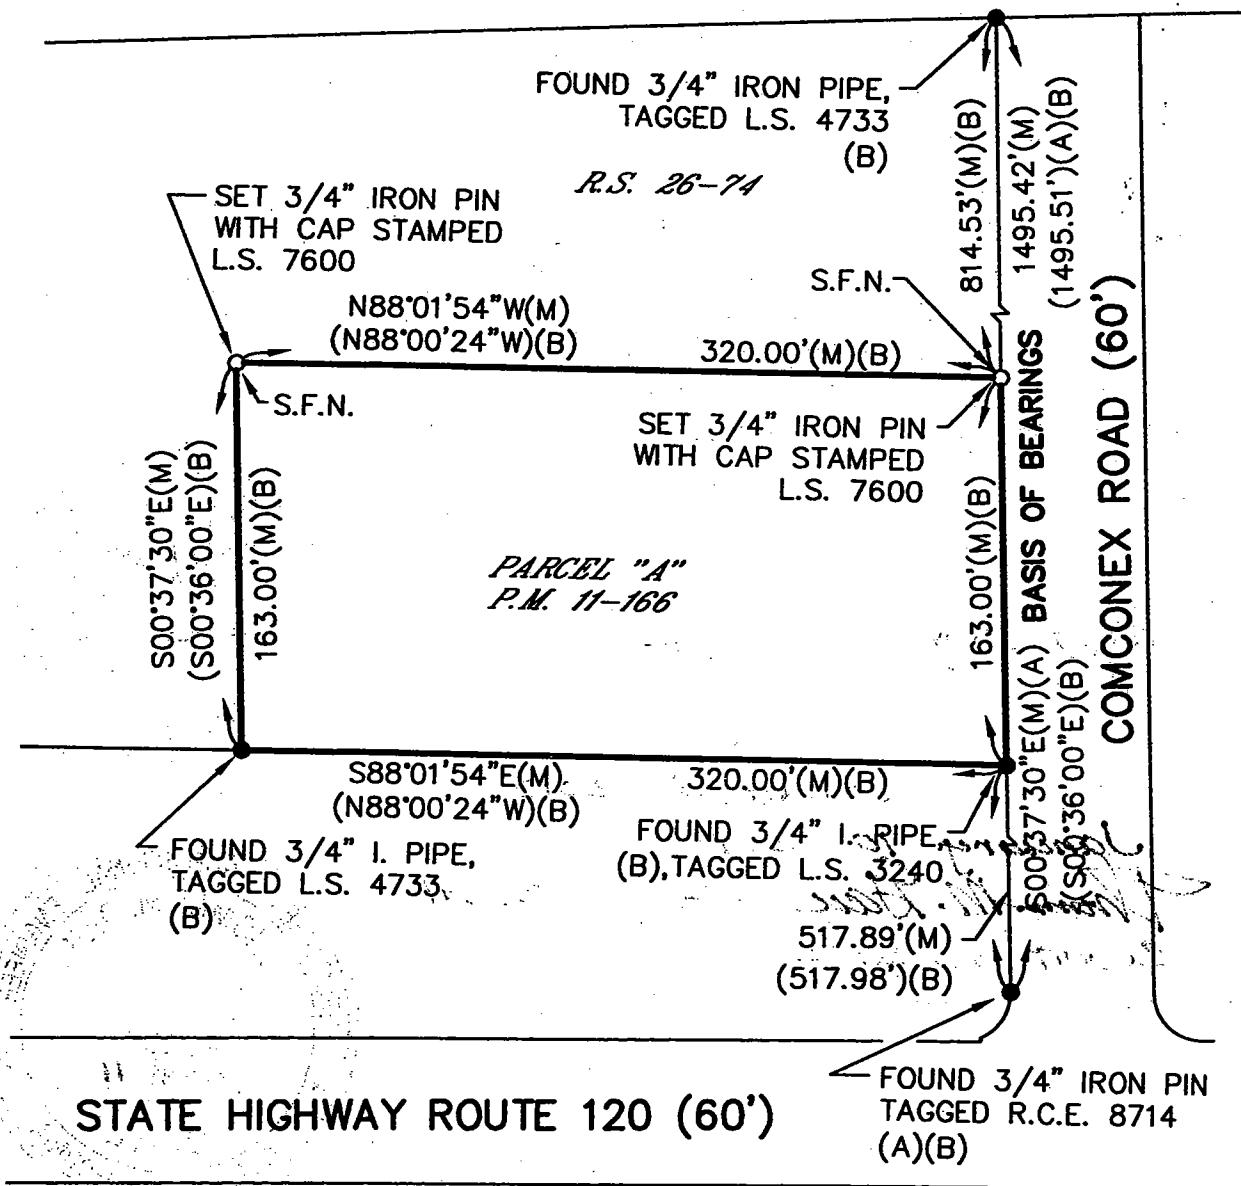 FOUND 3/4" IRON PIPE,
TAGGED L.S. 4733
(B)
R.S. 26-74
814.53'(M)(B)
1495.42'(M)
(1495.51')(A)(B)
SET 3/4" IRON PIN
WITH CAP STAMPED
L.S. 7600
S.F.N.
N88°01'54"W(M)
(N88°00'24"W)(B)
320.00'(M)(B)
S.F.N.
SET 3/4" IRON PIN
WITH CAP STAMPED
L.S. 7600
S00°37'30"E(M)
(S00°36'00"E)(B)
163.00'(M)(B)
PARCEL "A"
P.M. 11-166
163.00'(M)(B)
S00°37'30"E(M)(A) BASIS OF BEARINGS
(S00°36'00"E)(B)
COMCONEX ROAD (60')
S88°01'54"E(M)
(N88°00'24"W)(B)
320.00'(M)(B)
FOUND 3/4" I. PIPE,
TAGGED L.S. 4733
(B)
FOUND 3/4" I. PIPE,
(B), TAGGED L.S. 3240
517.89'(M)
(517.98')(B)
FOUND 3/4" IRON PIN
TAGGED R.C.E. 8714
(A)(B)
STATE HIGHWAY ROUTE 120 (60')